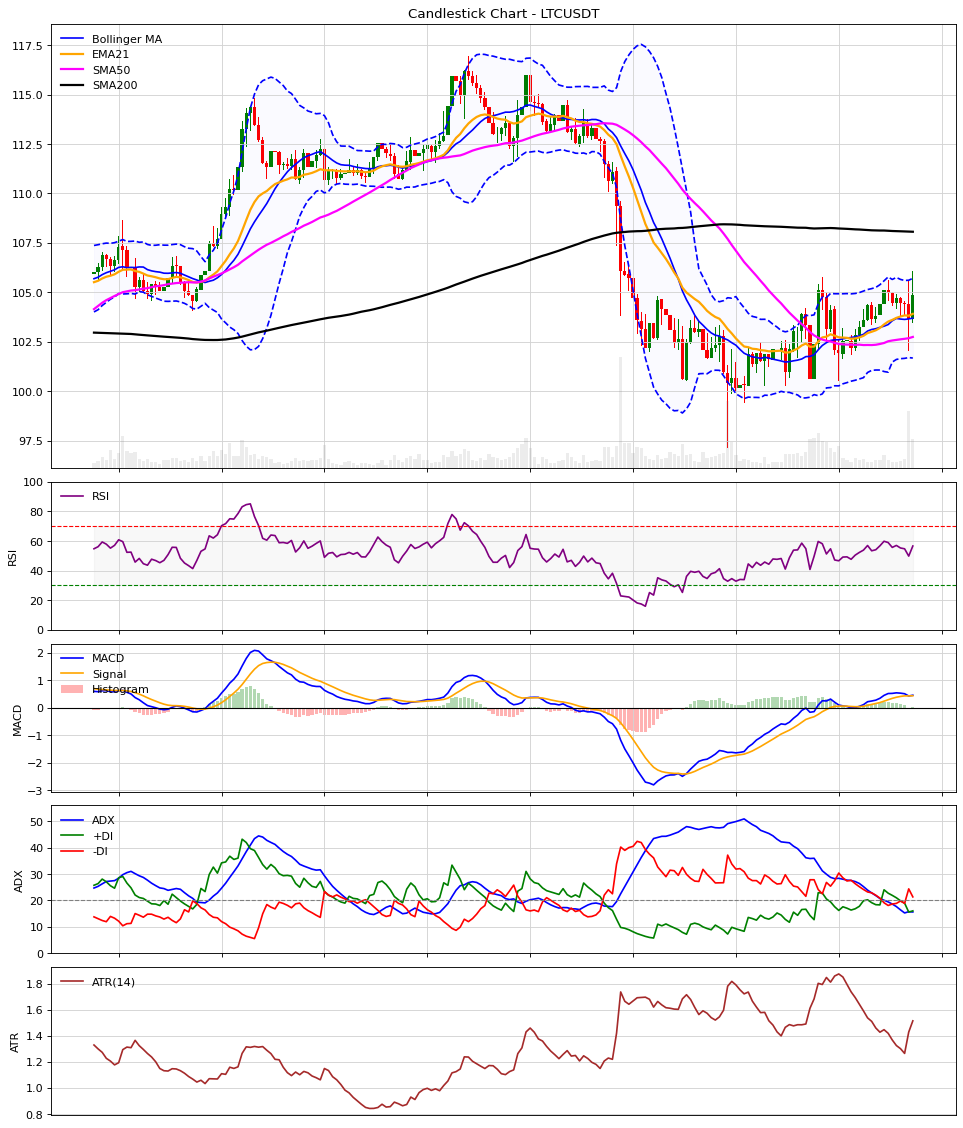 Candlestick Chart - LTCUSDT
Bollinger MA
EMA21
SMA50
SMA200
117.5
115.0
112.5
110.0
107.5
105.0
102.5
100.0
97.5
RSI
RSI
100
80
60
40
20
0
MACD
Signal
Histogram
MACD
2
1
0
−1
−2
−3
ADX
+DI
-DI
ADX
50
40
30
20
10
0
ATR(14)
ATR
1.8
1.6
1.4
1.2
1.0
0.8